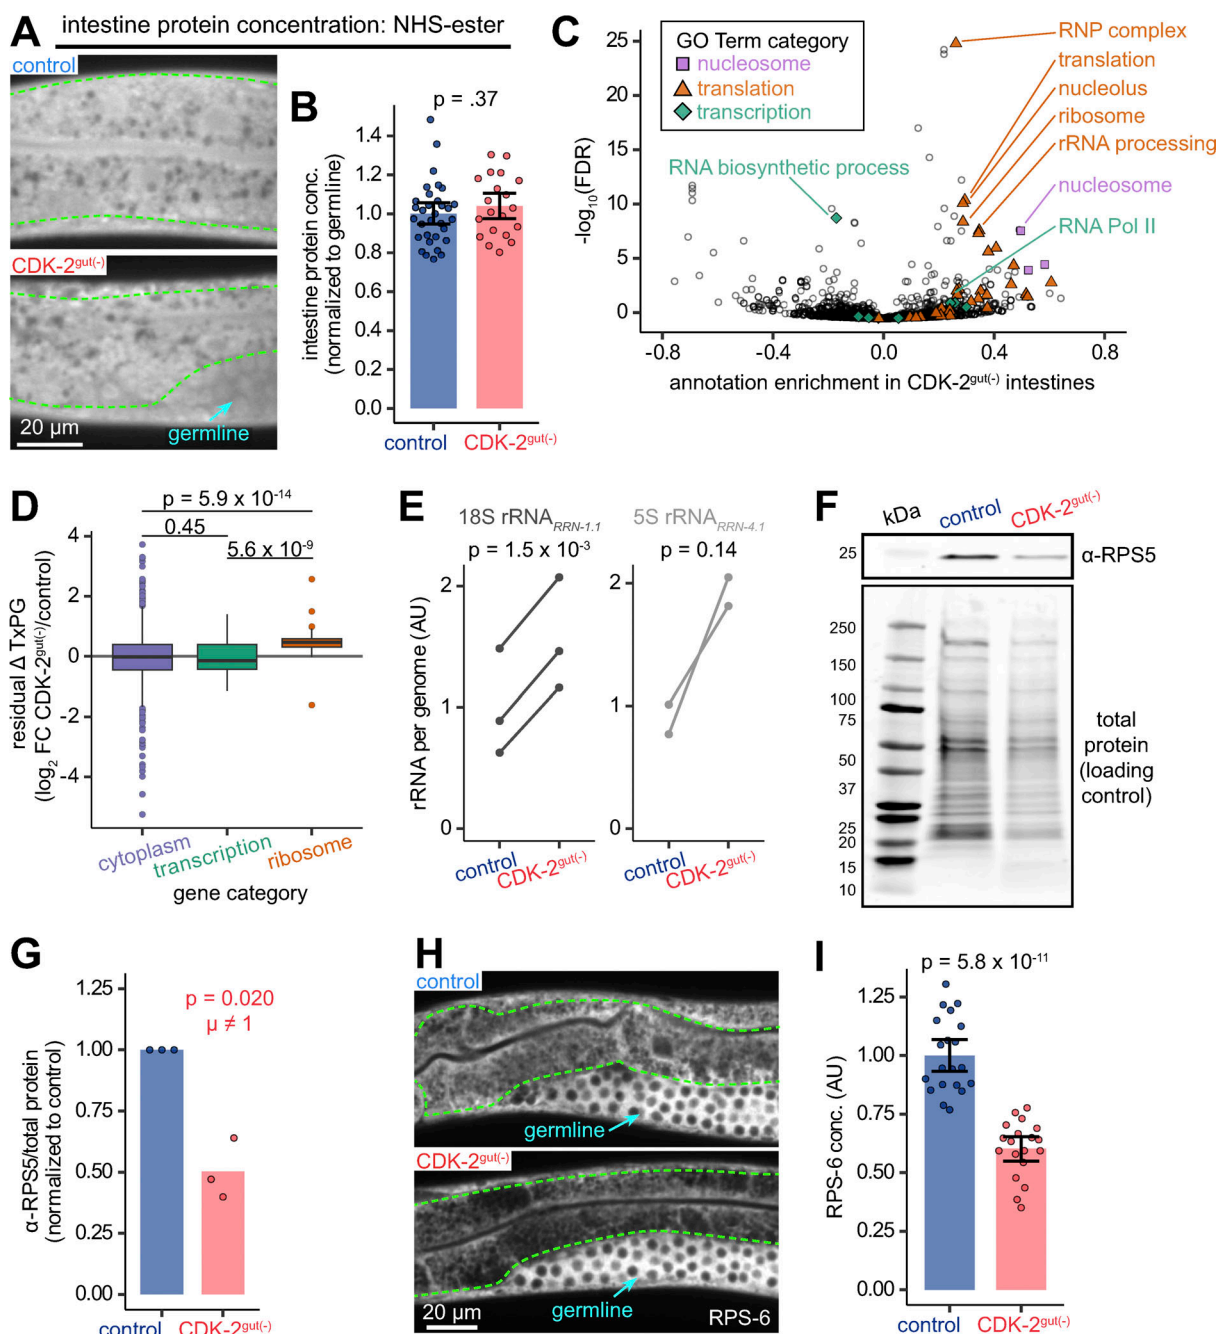 A
intestine protein concentration: NHS-ester
control
CDK-2gut(-)
20 µm
germline
B
p = .37
intestine protein conc.
(normalized to germline)
1.4
1.2
1.0
0.8
0.6
0.4
0.2
0.0
control
CDK-2gut(-)
C
GO Term category
nucleosome
translation
transcription
RNP complex
translation
nucleolus
ribosome
rRNA processing
nucleosome
RNA Pol II
RNA biosynthetic process
-log10(FDR)
25
20
15
10
5
0
-0.8
-0.4
0.0
0.4
0.8
annotation enrichment in CDK-2gut(-) intestines
D
p = 5.9 x 10-14
0.45
5.6 x 10-9
residual Δ TxPG
(log2 FC CDK-2gut(-)/control)
4
2
0
-2
-4
cytoplasm
transcription
ribosome
gene category
E
18S rRNARRN-1.1
p = 1.5 x 10-3
5S rRNARRN-4.1
p = 0.14
rRNA per genome (AU)
2
1
0
2
1
0
control
CDK-2gut(-)
control
CDK-2gut(-)
F
kDa
control
CDK-2gut(-)
25
α-RPS5
250
150
100
75
50
37
25
20
15
10
total
protein
(loading
control)
G
p = 0.020
µ ≠ 1
α-RPS5/total protein
(normalized to control)
1.25
1.00
0.75
0.50
0.25
0.00
control
CDK-2gut(-)
H
control
germline
CDK-2gut(-)
germline
20 µm
RPS-6
I
p = 5.8 x 10-11
RPS-6 conc. (AU)
1.25
1.00
0.75
0.50
0.25
0.00
control
CDK-2gut(-)